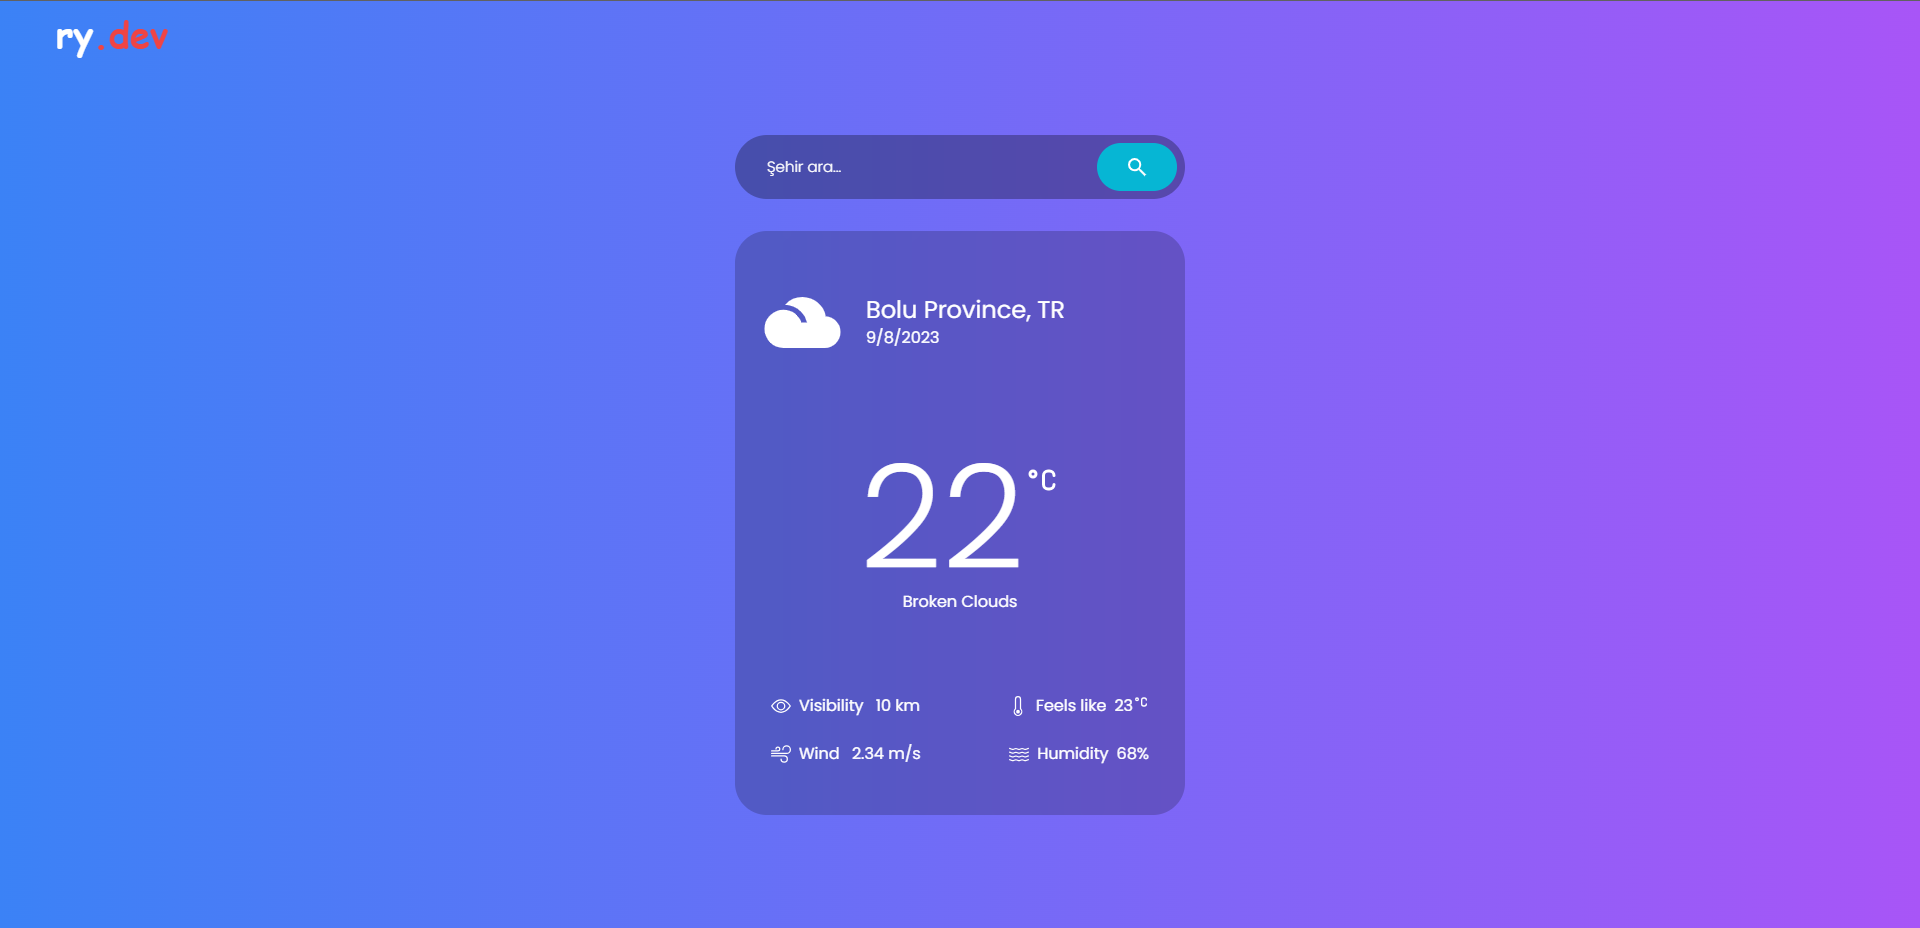 ry.dev
Şehir ara...
Bolu Province, TR
9/8/2023
22 °C
Broken Clouds
Visibility 10 km
Feels like 23 °C
Wind 2.34 m/s
Humidity 68%